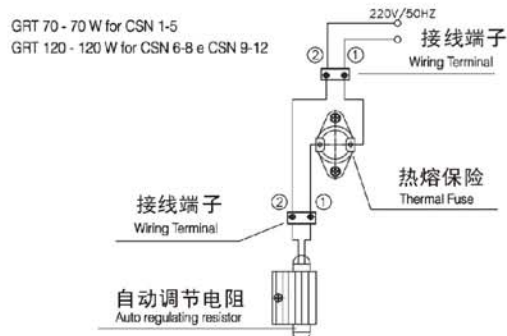 GRT 70 - 70 W for CSN 1-5
GRT 120 - 120 W for CSN 6-8 e CSN 9-12
220V/50HZ
② ①
接线端子
Wiring Terminal
热熔保险
Thermal Fuse
② ①
接线端子
Wiring Terminal
自动调节电阻
Auto regulating resistor